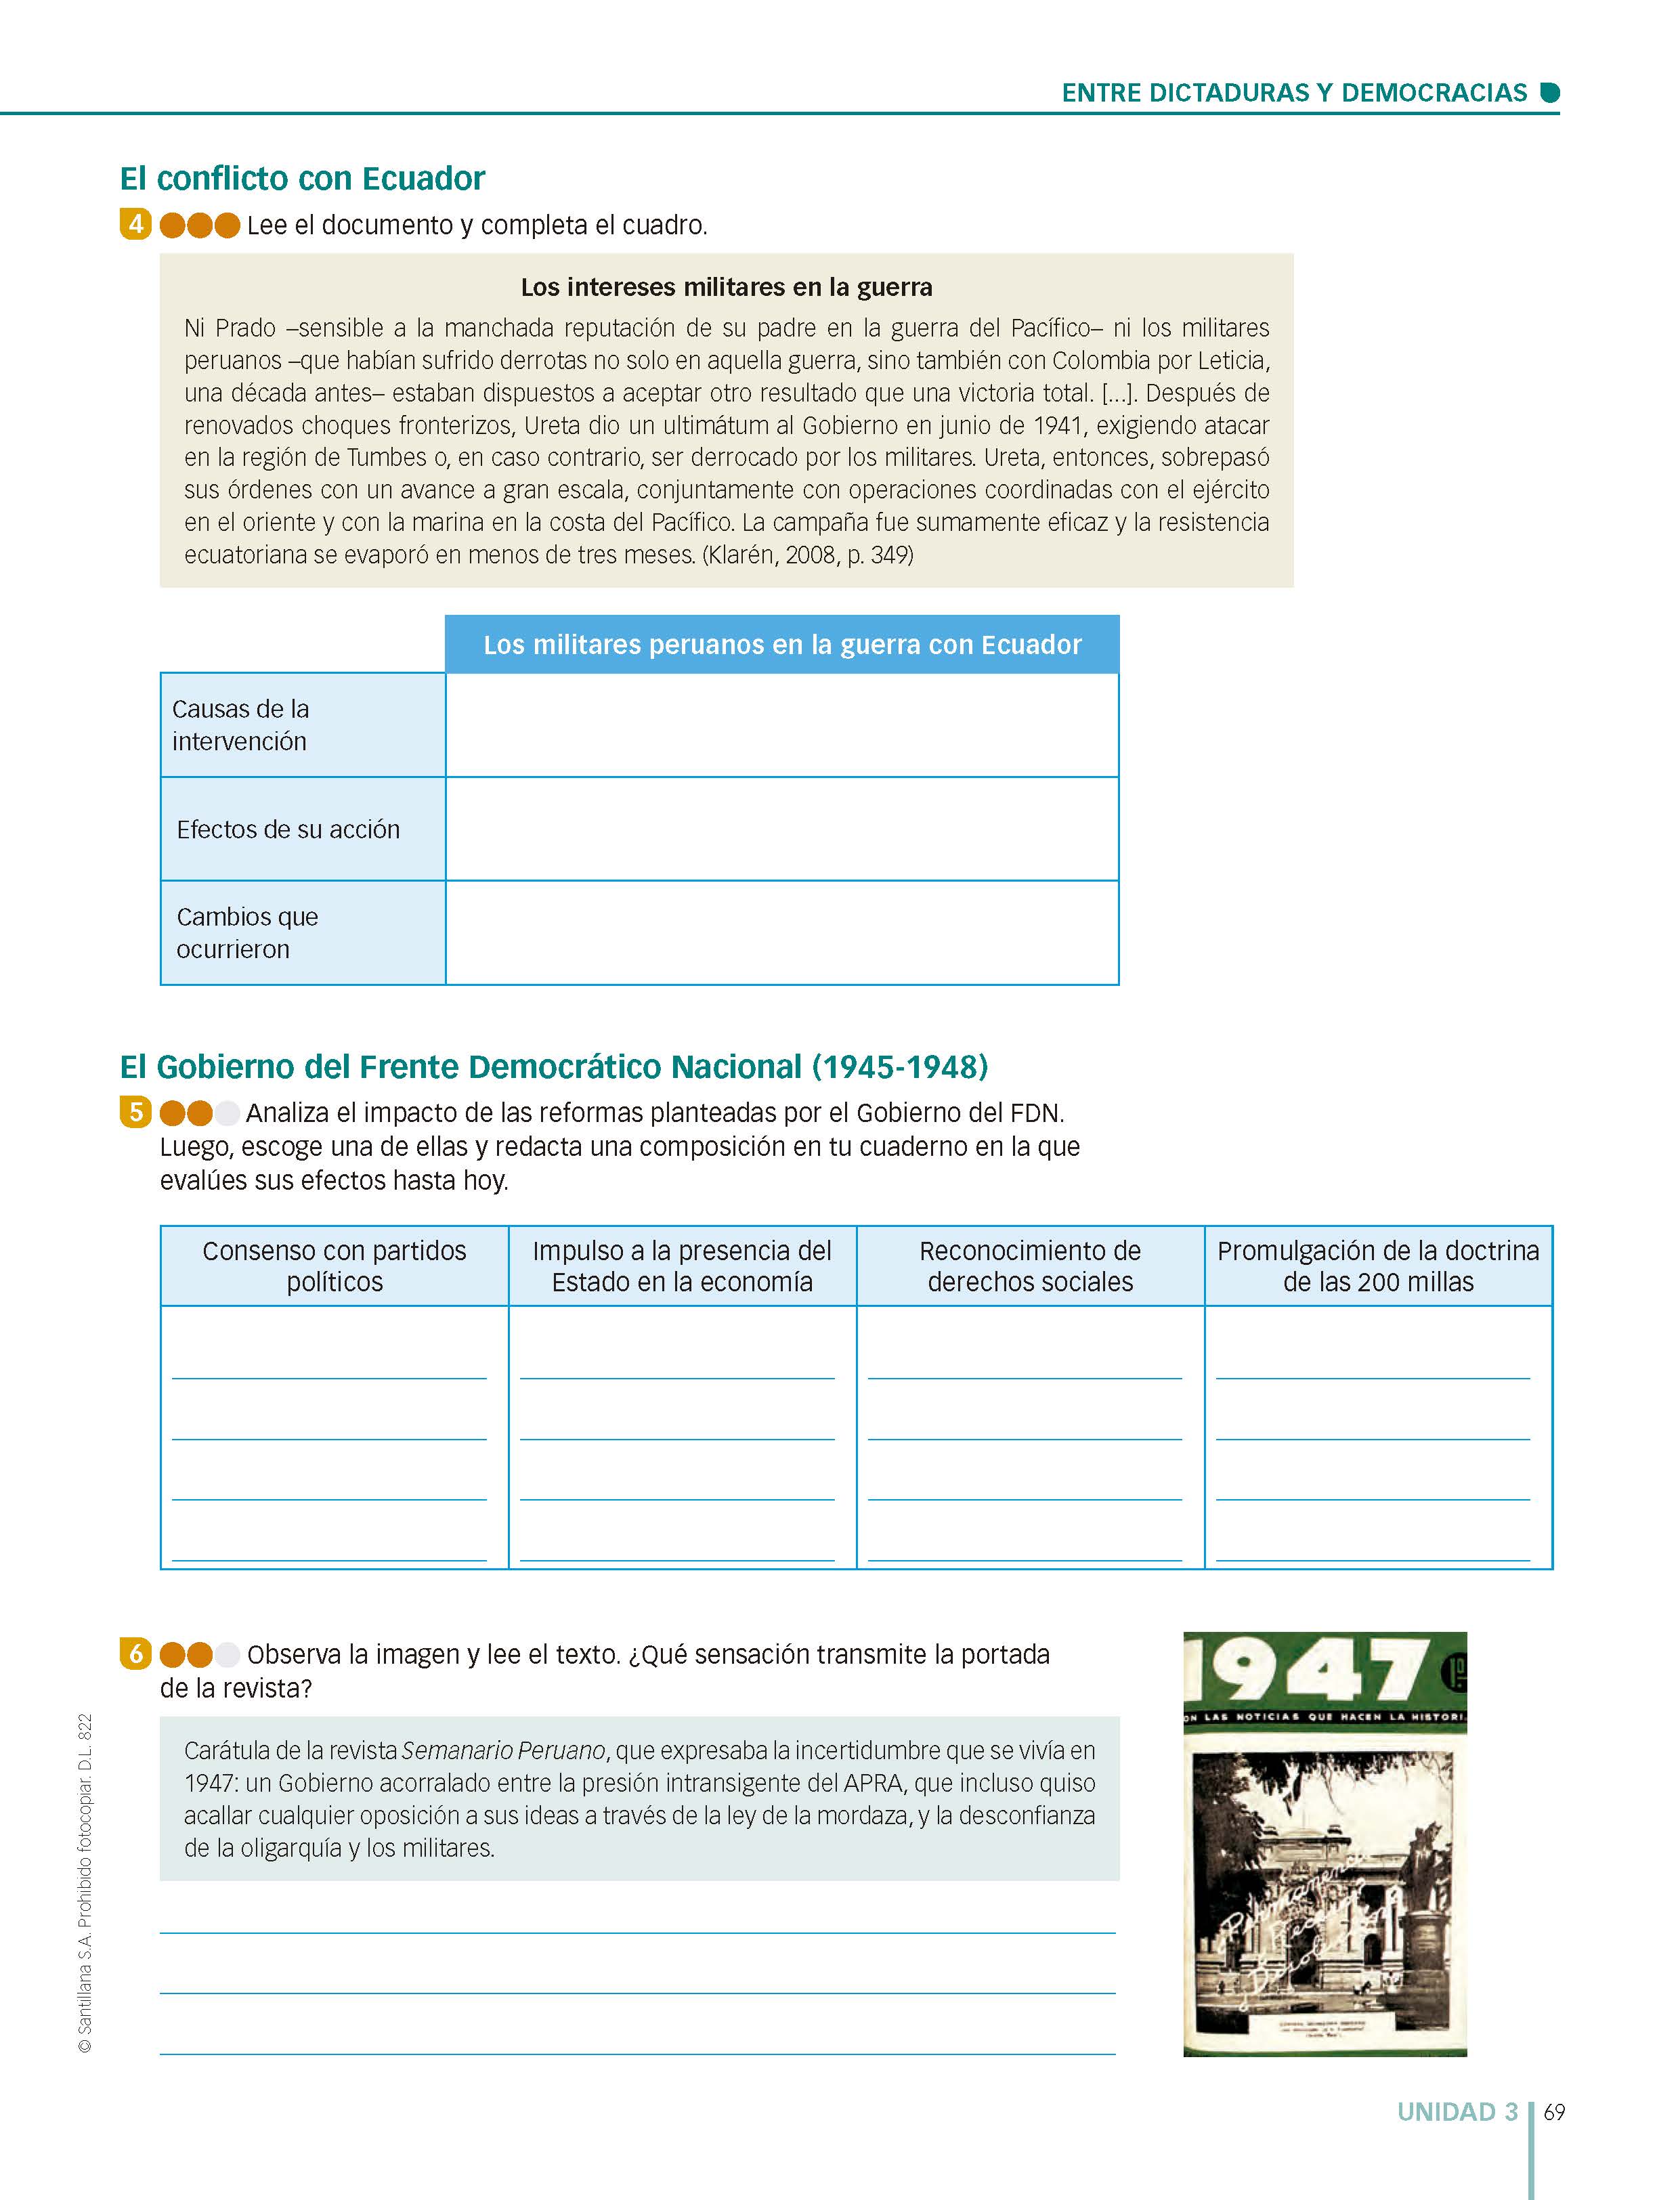 ENTRE DICTADURAS Y DEMOCRACIAS
El conflicto con Ecuador
4 Lee el documento y completa el cuadro.
Los intereses militares en la guerra
Ni Prado –sensible a la manchada reputación de su padre en la guerra del Pacífico– ni los militares
peruanos –que habían sufrido derrotas no solo en aquella guerra, sino también con Colombia por Leticia,
una década antes– estaban dispuestos a aceptar otro resultado que una victoria total. [...]. Después de
renovados choques fronterizos, Ureta dio un ultimátum al Gobierno en junio de 1941, exigiendo atacar
en la región de Tumbes o, en caso contrario, ser derrocado por los militares. Ureta, entonces, sobrepasó
sus órdenes con un avance a gran escala, conjuntamente con operaciones coordinadas con el ejército
en el oriente y con la marina en la costa del Pacífico. La campaña fue sumamente eficaz y la resistencia
ecuatoriana se evaporó en menos de tres meses. (Klarén, 2008, p. 349)
Los militares peruanos en la guerra con Ecuador
Causas de la
intervención
Efectos de su acción
Cambios que
ocurrieron
El Gobierno del Frente Democrático Nacional (1945-1948)
5 Analiza el impacto de las reformas planteadas por el Gobierno del FDN.
Luego, escoge una de ellas y redacta una composición en tu cuaderno en la que
evalúes sus efectos hasta hoy.
Consenso con partidos
políticos
Impulso a la presencia del
Estado en la economía
Reconocimiento de
derechos sociales
Promulgación de la doctrina
de las 200 millas
6 Observa la imagen y lee el texto. ¿Qué sensación transmite la portada
de la revista?
Carátula de la revista Semanario Peruano, que expresaba la incertidumbre que se vivía en
1947: un Gobierno acorralado entre la presión intransigente del APRA, que incluso quiso
acallar cualquier oposición a sus ideas a través de la ley de la mordaza, y la desconfianza
de la oligarquía y los militares.
1947
ON LAS NOTICIAS QUE HACEN LA HISTORI
© Santillana S.A. Prohibido fotocopiar. D.L. 822
UNIDAD 3 69